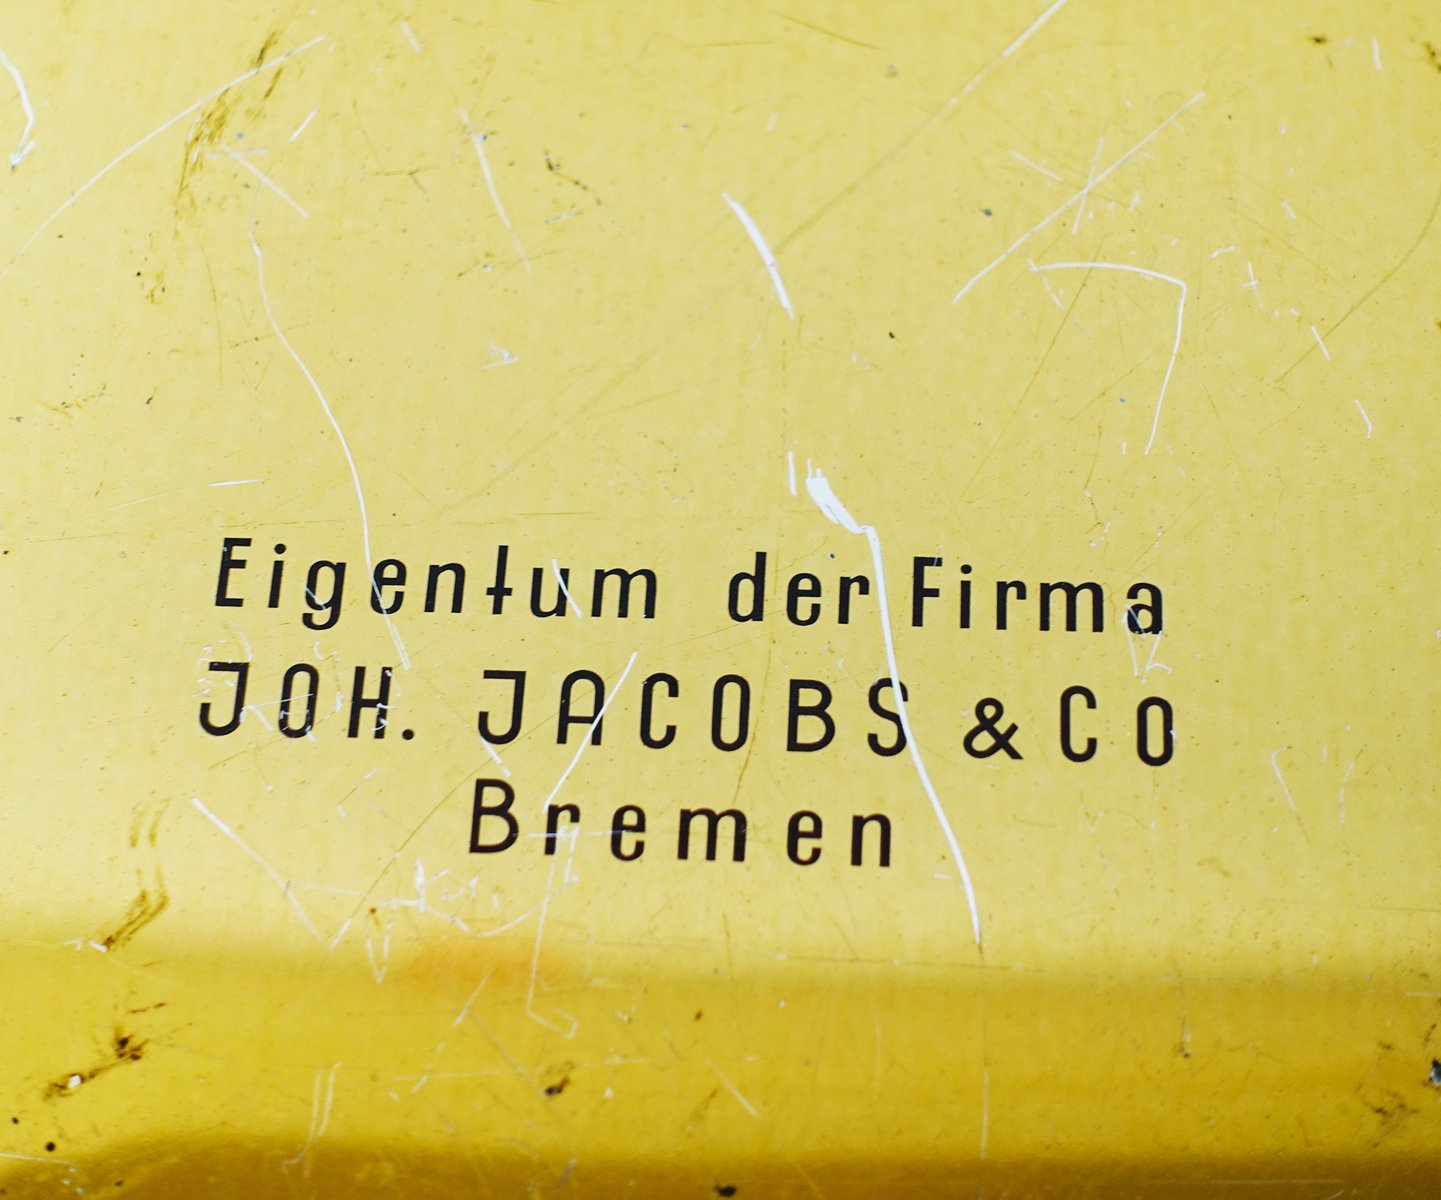 Eigentum der Firma
JOH. JACOBS & CO
Bremen